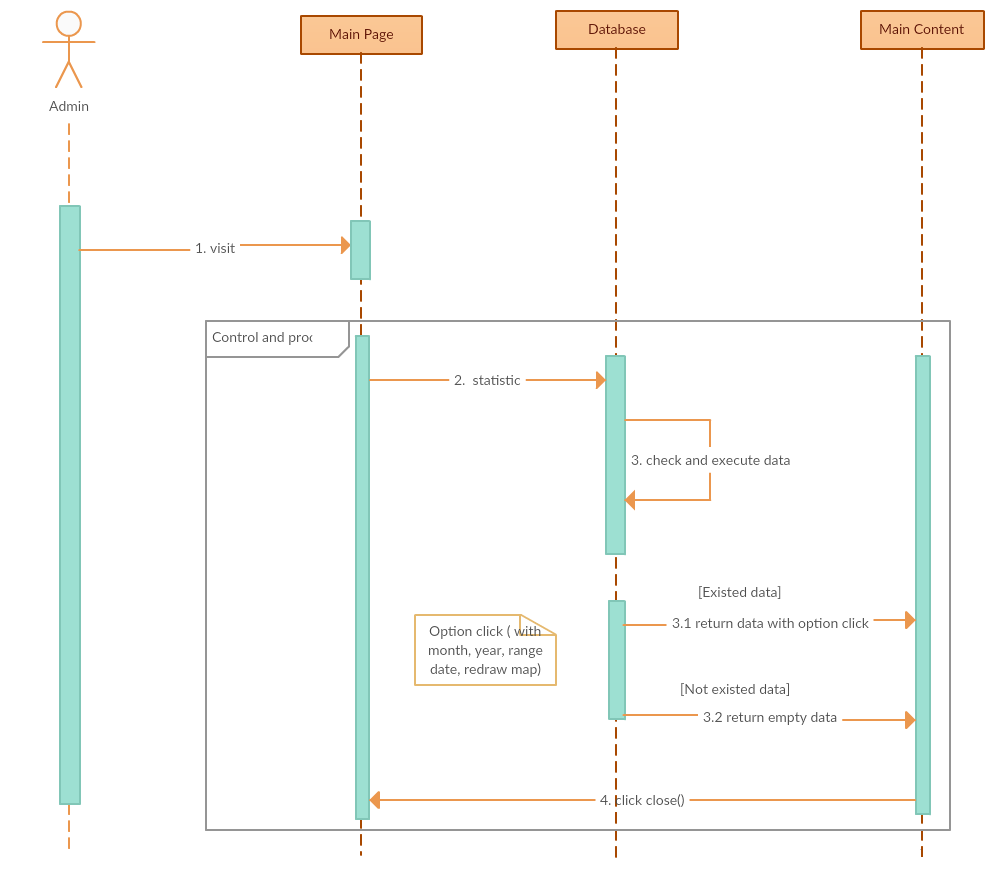 Main Page
Database
Main Content
Admin
1. visit
Control and
2. statistic
3. check and execute data
[Existed data]
3.1 return data with option click
Option click ( with
month, year, range
date, redraw map)
[Not existed data]
3.2 return empty data
4. click close()